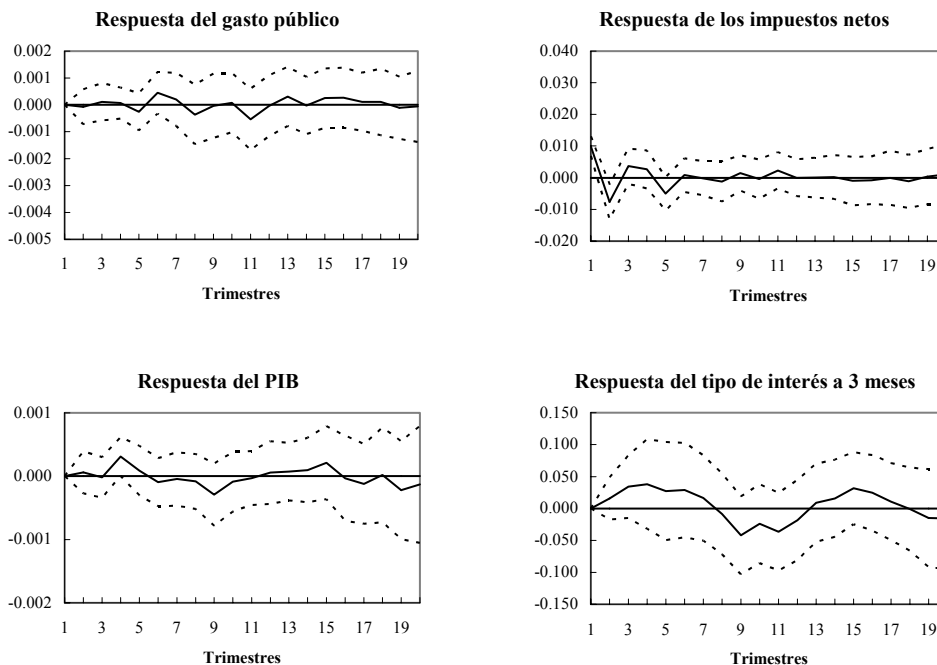 Respuesta del gasto público
0.002
0.001
0.000
-0.001
-0.002
-0.003
-0.004
-0.005
1 3 5 7 9 11 13 15 17 19
Trimestres
Respuesta de los impuestos netos
0.040
0.030
0.020
0.010
0.000
-0.010
-0.020
1 3 5 7 9 11 13 15 17 19
Trimestres
Respuesta del PIB
0.001
0.000
-0.001
-0.002
1 3 5 7 9 11 13 15 17 19
Trimestres
Respuesta del tipo de interés a 3 meses
0.150
0.100
0.050
0.000
-0.050
-0.100
-0.150
1 3 5 7 9 11 13 15 17 19
Trimestres